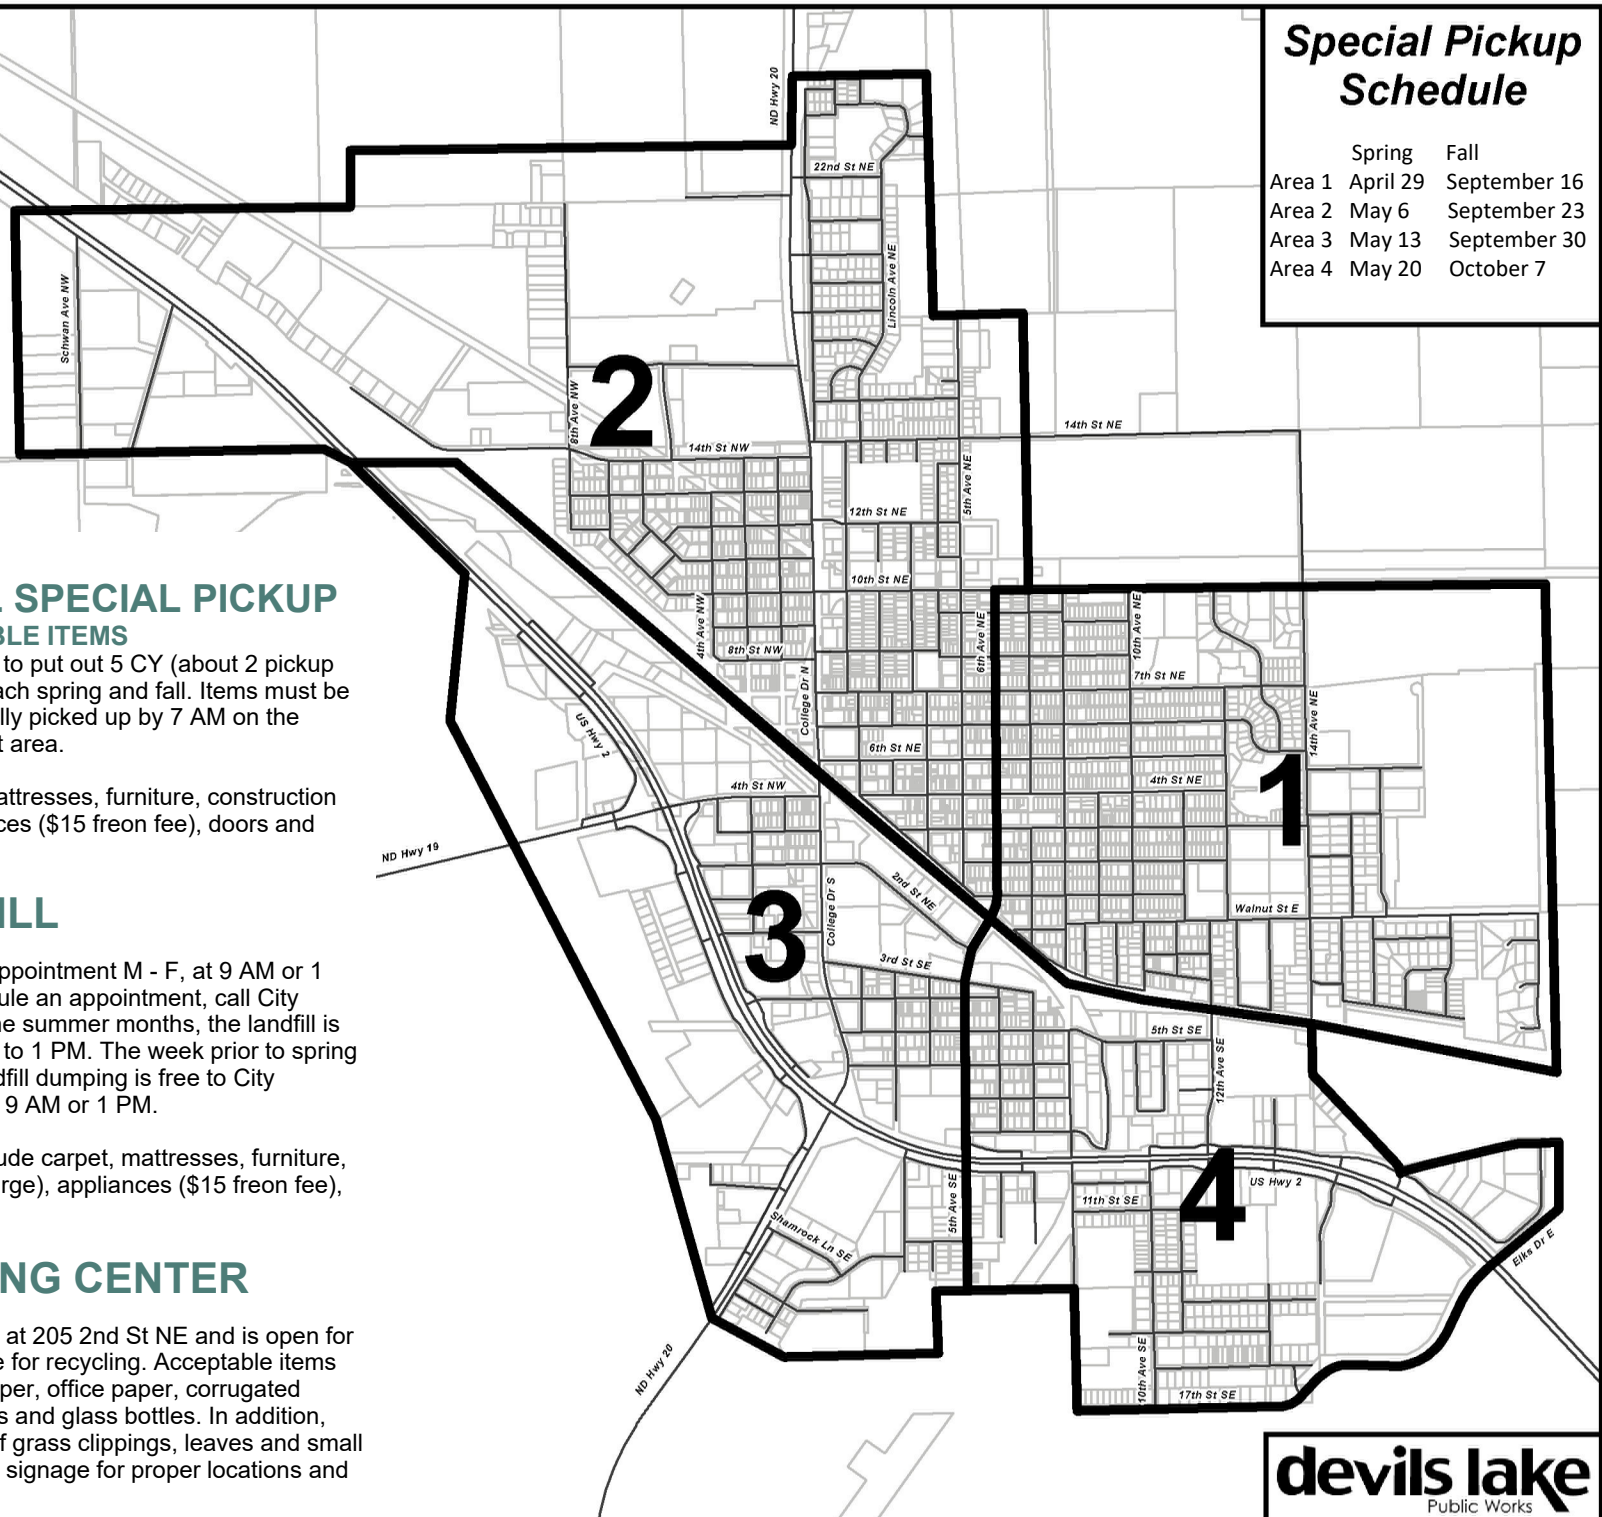 Special Pickup
Schedule
Spring Fall
Area 1 April 29 September 16
Area 2 May 6 September 23
Area 3 May 13 September 30
Area 4 May 20 October 7
ND Hwy 20
22nd St NE
Lincoln Ave NE
Schwan Ave NW
2
8th Ave NW
14th St NW
14th St NE
5th Ave NE
12th St NE
10th St NE
4th Ave NW
8th St NW
6th Ave NE
10th Ave NE
7th St NE
College Dr N
14th Ave NE
US Hwy 2
6th St NE
4th St NW
4th St NE
1
ND Hwy 19
2nd St NE
College Dr S
Walnut St E
3
3rd St SE
5th St SE
12th Ave SE
4
US Hwy 2
11th St SE
5th Ave SE
Shamrock Ln SE
Elks Dr E
ND Hwy 20
10th Ave SE
17th St SE
SPECIAL PICKUP
BLE ITEMS
to put out 5 CY (about 2 pickup
ach spring and fall. Items must be
lly picked up by 7 AM on the
t area.
attresses, furniture, construction
ces ($15 freon fee), doors and
ILL
ppointment M - F, at 9 AM or 1
ule an appointment, call City
ne summer months, the landfill is
to 1 PM. The week prior to spring
dfill dumping is free to City
9 AM or 1 PM.
ude carpet, mattresses, furniture,
rge), appliances ($15 freon fee),
NG CENTER
at 205 2nd St NE and is open for
e for recycling. Acceptable items
per, office paper, corrugated
s and glass bottles. In addition,
f grass clippings, leaves and small
signage for proper locations and
devils lake
Public Works